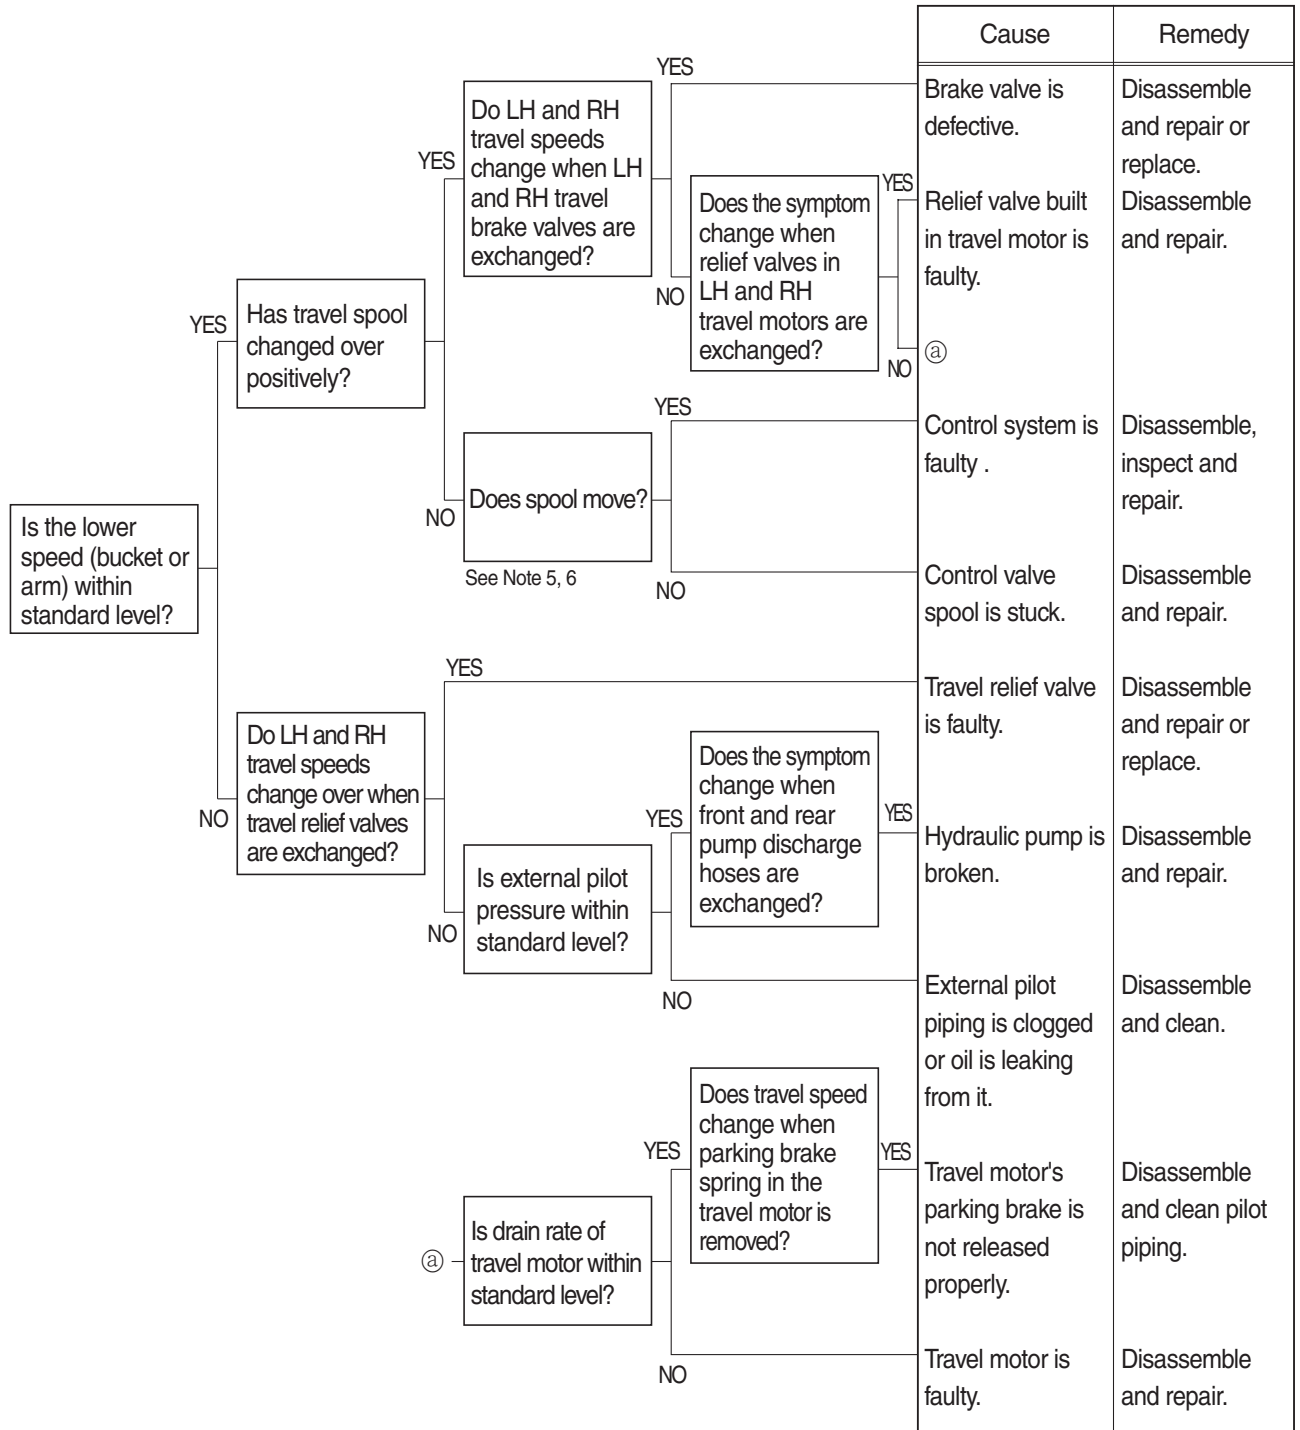 Cause
Remedy
YES
Brake valve is
defective.
Disassemble
and repair or
replace.
YES
Do LH and RH
travel speeds
change when LH
and RH travel
brake valves are
exchanged?
NO
Does the symptom
change when
relief valves in
LH and RH
travel motors are
exchanged?
YES
Relief valve built
in travel motor is
faulty.
Disassemble
and repair.
NO
ⓐ
YES
Has travel spool
changed over
positively?
YES
Control system is
faulty .
Disassemble,
inspect and
repair.
NO
Does spool move?
See Note 5, 6
NO
Control valve
spool is stuck.
Disassemble
and repair.
Is the lower
speed (bucket or
arm) within
standard level?
YES
Travel relief valve
is faulty.
Disassemble
and repair or
replace.
NO
Do LH and RH
travel speeds
change over when
travel relief valves
are exchanged?
YES
Does the symptom
change when
front and rear
pump discharge
hoses are
exchanged?
YES
Hydraulic pump is
broken.
Disassemble
and repair.
NO
Is external pilot
pressure within
standard level?
NO
External pilot
piping is clogged
or oil is leaking
from it.
Disassemble
and clean.
YES
Does travel speed
change when
parking brake
spring in the
travel motor is
removed?
YES
Travel motor's
parking brake is
not released
properly.
Disassemble
and clean pilot
piping.
ⓐ
Is drain rate of
travel motor within
standard level?
NO
Travel motor is
faulty.
Disassemble
and repair.